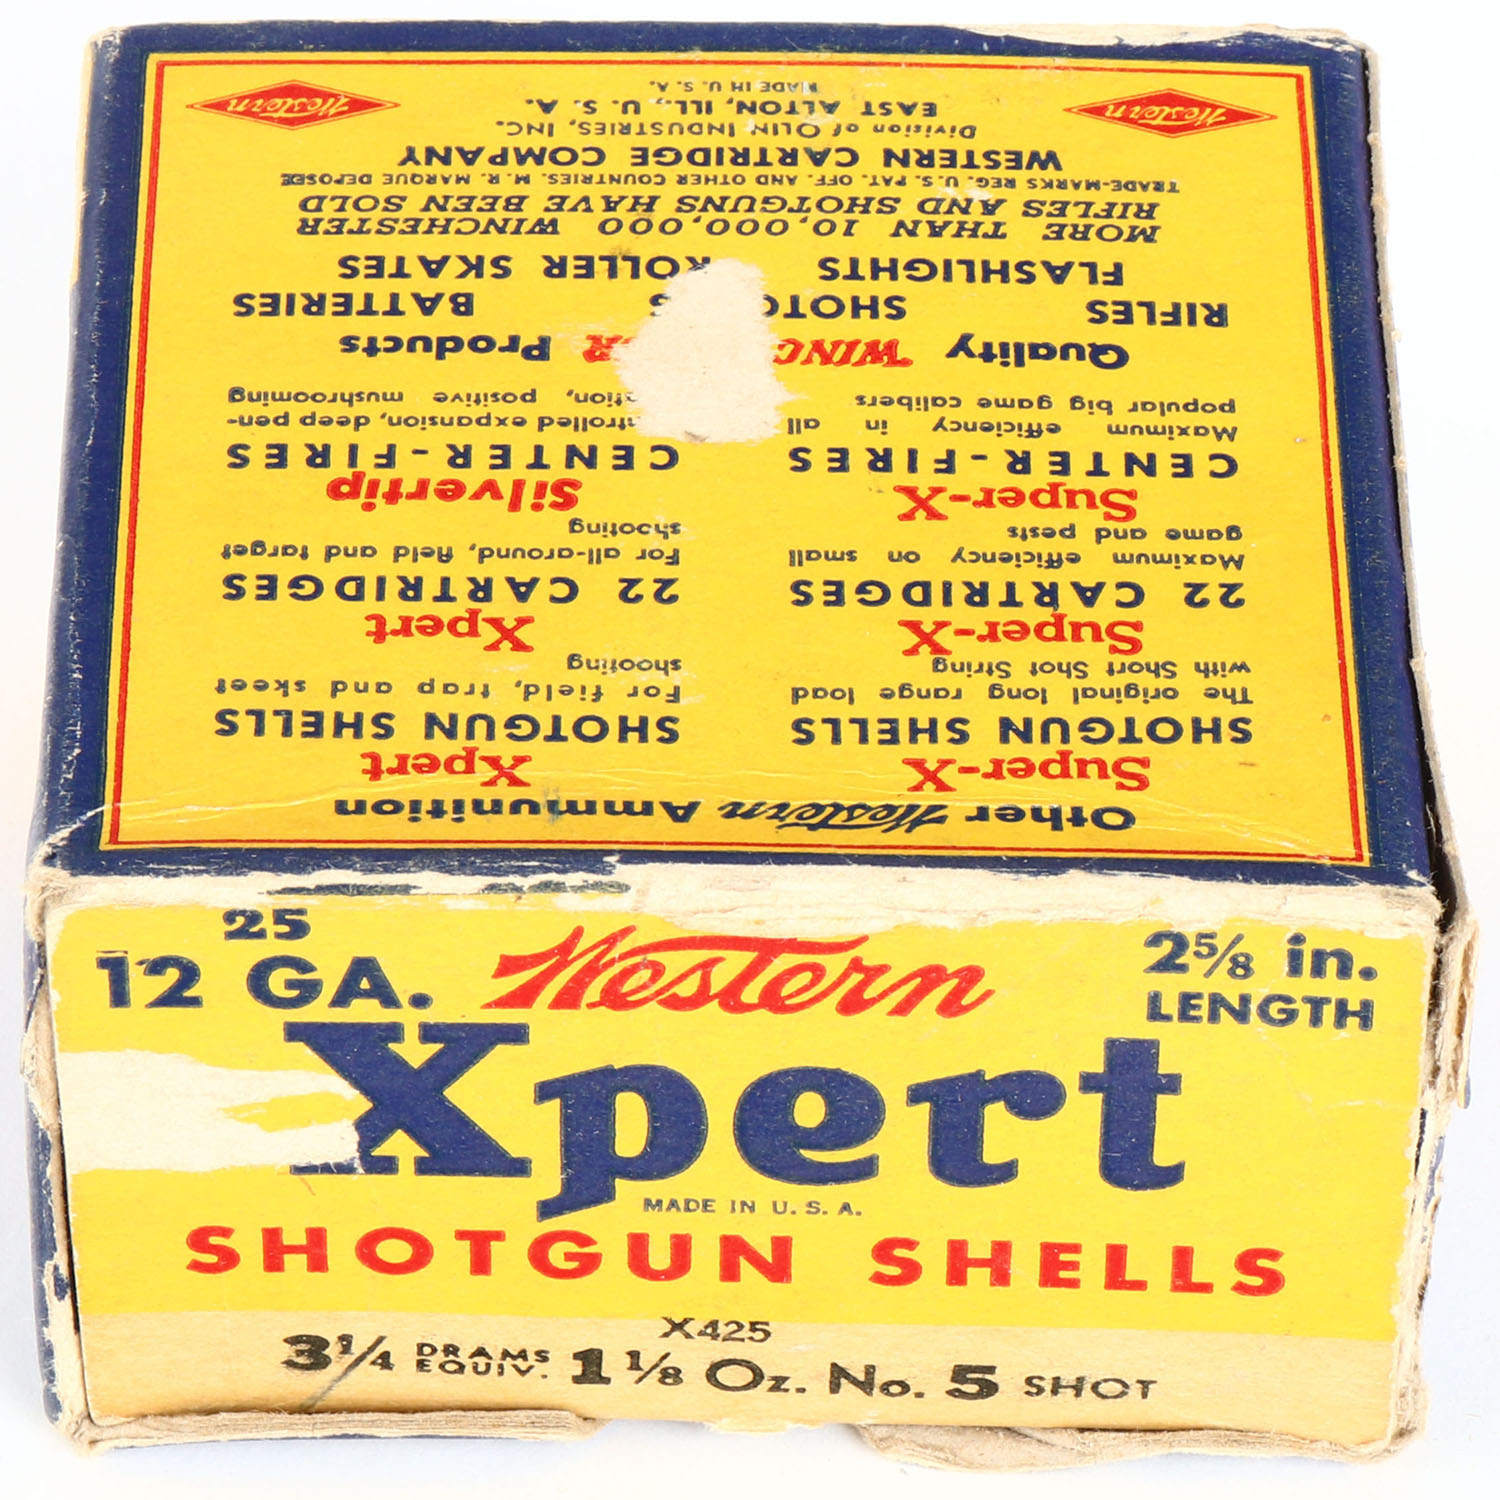 Other Western Ammunition
Super-X
SHOTGUN SHELLS
The original long range load
with Short Shot String
Xpert
SHOTGUN SHELLS
For field, trap and skeet
shooting
Super-X
22 CARTRIDGES
Maximum efficiency on small
game and pests
Xpert
22 CARTRIDGES
For all-around, field and target
shooting
Super-X
CENTER-FIRES
Maximum efficiency in all
popular big game calibers
Silvertip
CENTER-FIRES
expansion, deep pen-
positive mushrooming
Quality Products
RIFLES BATTERIES
FLASHLIGHTS ROLLER SKATES
MORE THAN 10,000,000 WINCHESTER
RIFLES AND SHOTGUNS HAVE BEEN SOLD
TRADE-MARKS REG. U.S. PAT. OFF. AND OTHER COUNTRIES. M.R. MARQUE DEPOSEE
WESTERN CARTRIDGE COMPANY
Division of OLIN INDUSTRIES, INC.
EAST ALTON, ILL., U. S. A.
MADE IN U. S. A.
Western
Western
25
12 GA.
Western
2⅝ in.
LENGTH
Xpert
MADE IN U. S. A.
SHOTGUN SHELLS
X425
3¼ DRAMS EQUIV. 1⅛ Oz. No. 5 SHOT